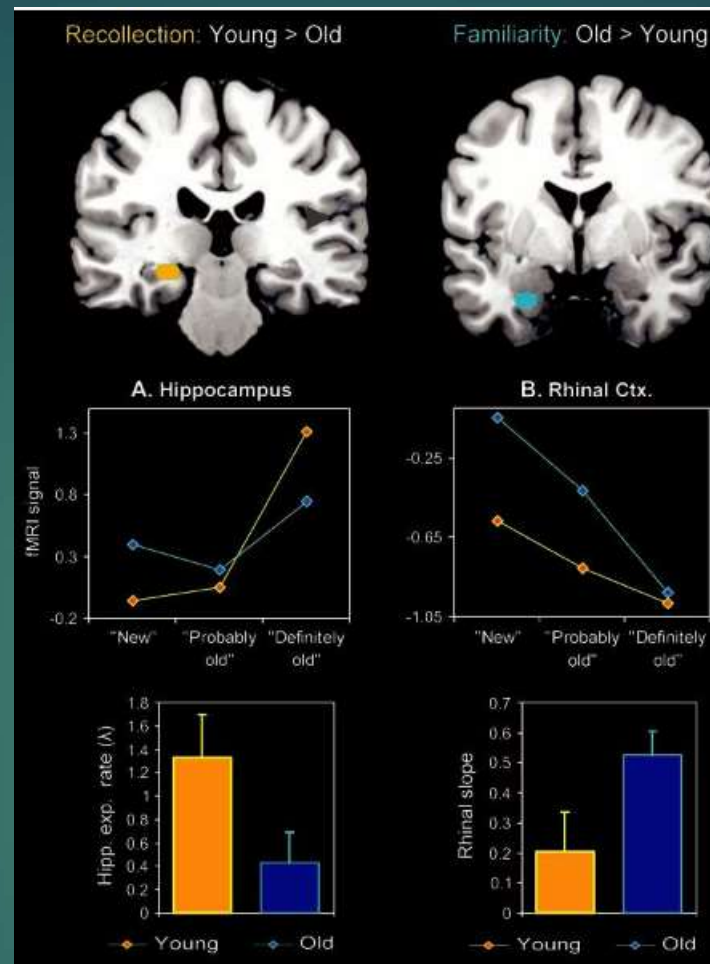 Recollection: Young > Old
Familiarity: Old > Young
A. Hippocampus
fMRI signal
1.3
0.8
0.3
-0.2
"New"
"Probably old"
"Definitely old"
B. Rhinal Ctx.
-0.25
-0.65
-1.05
"New"
"Probably old"
"Definitely old"
Hipp. exp. rate (λ)
1.8
1.6
1.4
1.2
1
0.8
0.6
0.4
0.2
0
Young
Old
Rhinal slope
0.7
0.6
0.5
0.4
0.3
0.2
0.1
0
Young
Old